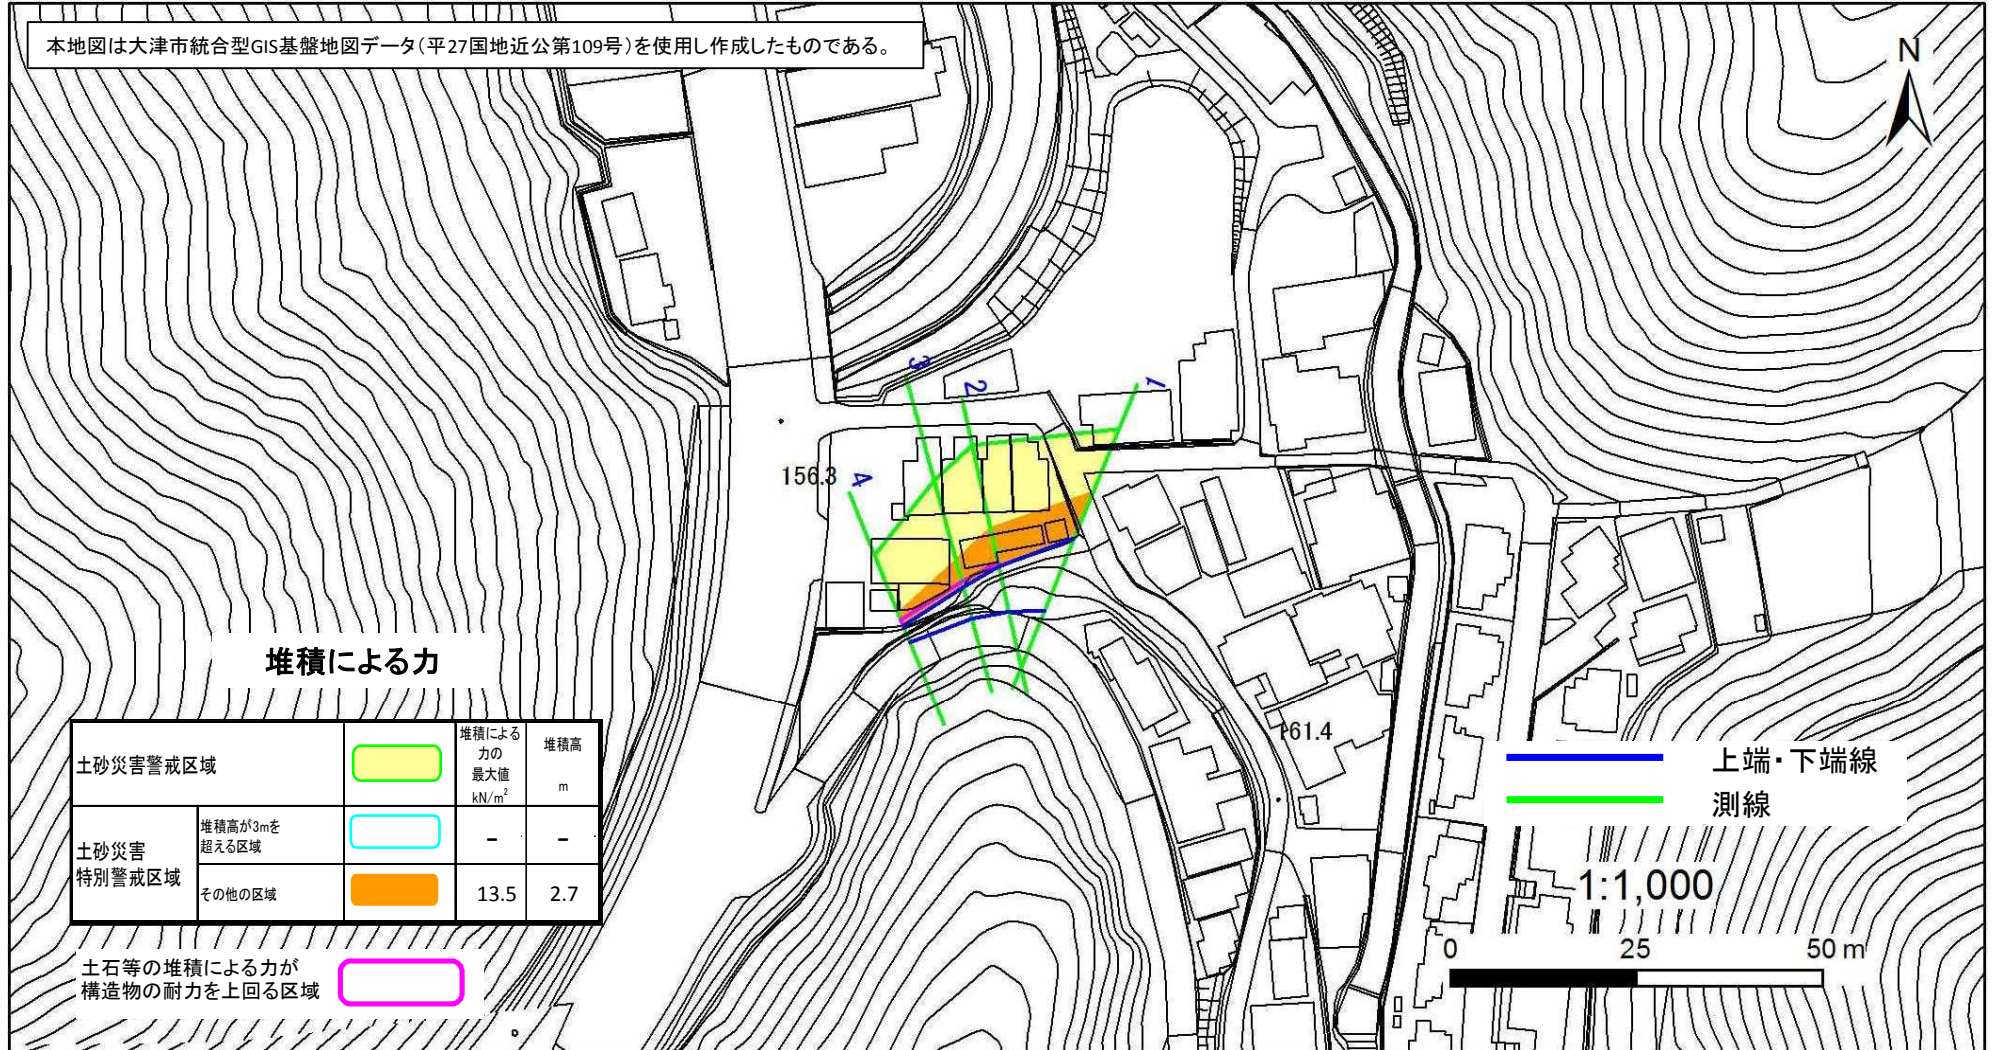 本地図は大津市統合型GIS基盤地図データ(平27国地近公第109号)を使用し作成したものである。
N
3
2
1
156.3
4
堆積による力
堆積による
力の
最大値
kN/m²
堆積高
m
土砂災害警戒区域
土砂災害
特別警戒区域
堆積高が3mを
超える区域
-
-
その他の区域
13.5
2.7
土石等の堆積による力が
構造物の耐力を上回る区域
161.4
上端・下端線
測線
1:1,000
0 25 50 m